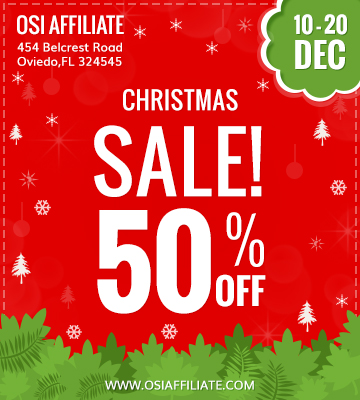 OSI AFFILIATE
454 Belcrest Road
Oviedo,FL 324545
10 - 20
DEC
CHRISTMAS
SALE!
50%
OFF
WWW.OSIAFFILIATE.COM